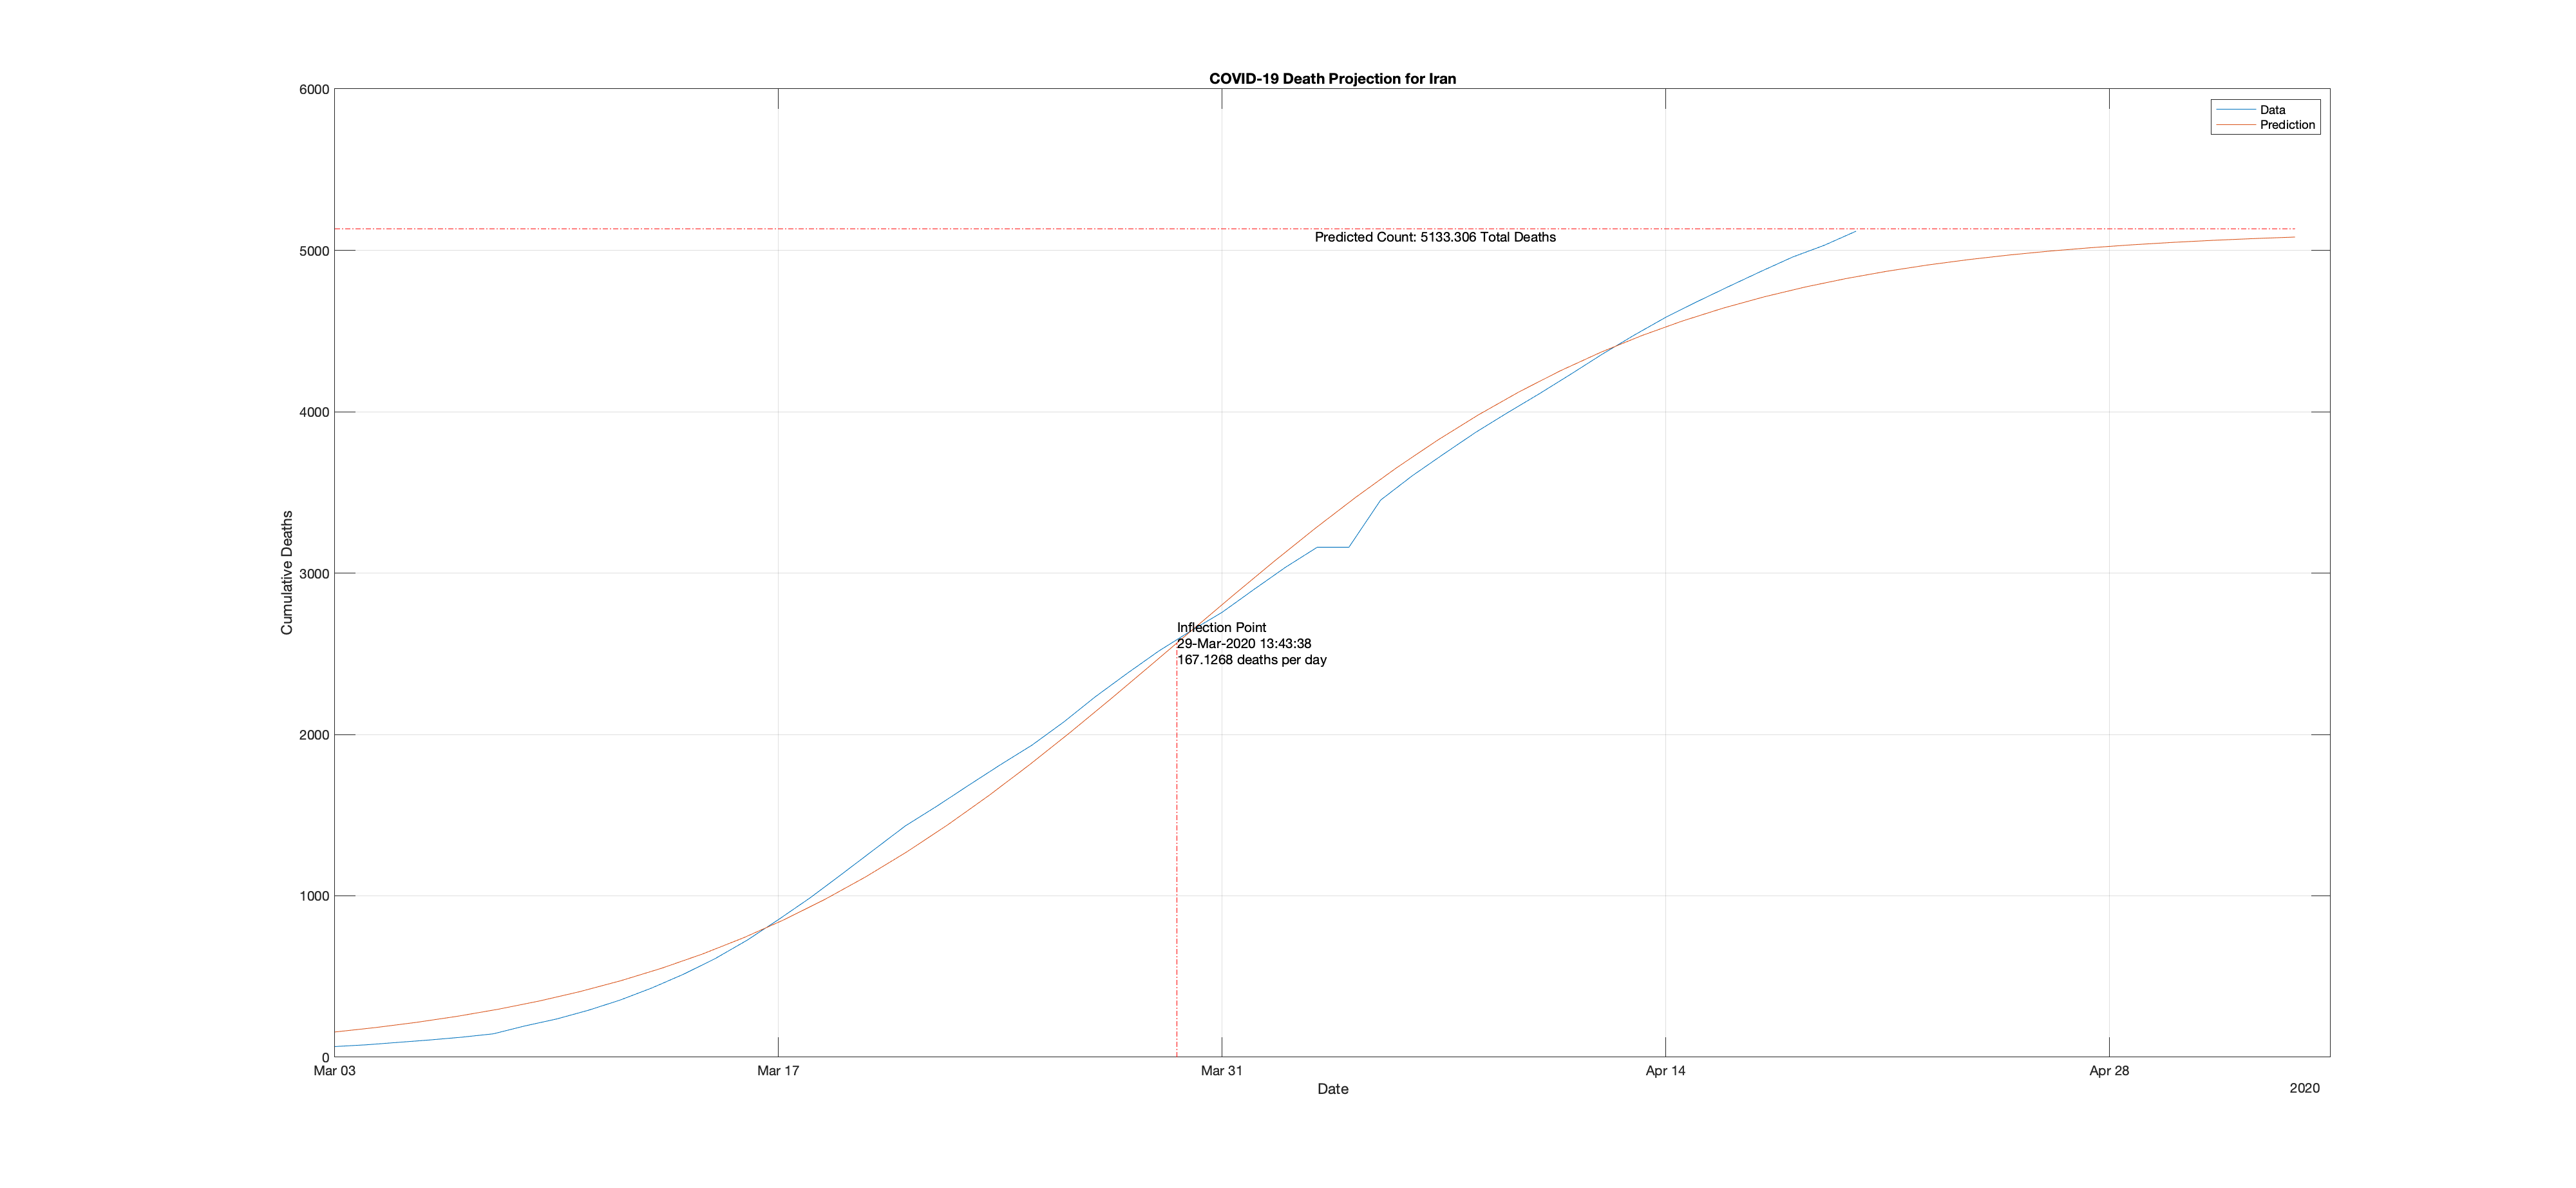 COVID-19 Death Projection for Iran
6000
5000
4000
3000
2000
1000
0
Cumulative Deaths
Data
Prediction
Predicted Count: 5133.306 Total Deaths
Inflection Point
29-Mar-2020 13:43:38
167.1268 deaths per day
Mar 03
Mar 17
Mar 31
Apr 14
Apr 28
Date
2020